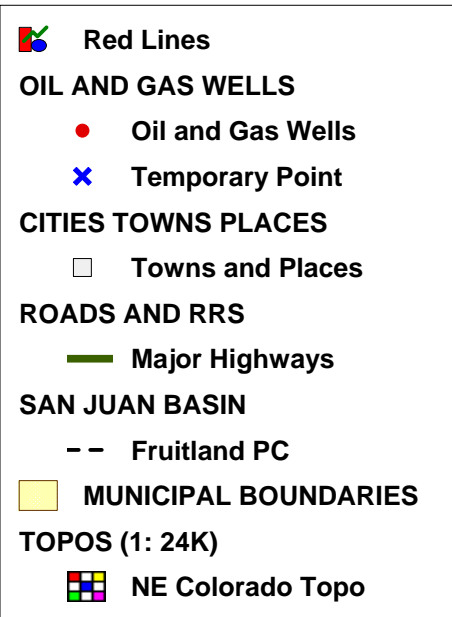 Red Lines
OIL AND GAS WELLS
Oil and Gas Wells
Temporary Point
CITIES TOWNS PLACES
Towns and Places
ROADS AND RRS
Major Highways
SAN JUAN BASIN
Fruitland PC
MUNICIPAL BOUNDARIES
TOPOS (1: 24K)
NE Colorado Topo